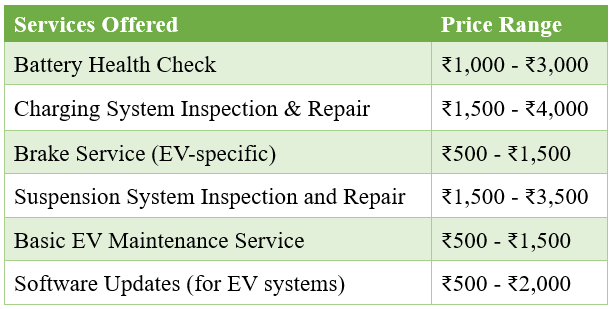 Services Offered Price Range
Battery Health Check ₹1,000 - ₹3,000
Charging System Inspection & Repair ₹1,500 - ₹4,000
Brake Service (EV-specific) ₹500 - ₹1,500
Suspension System Inspection and Repair ₹1,500 - ₹3,500
Basic EV Maintenance Service ₹500 - ₹1,500
Software Updates (for EV systems) ₹500 - ₹2,000